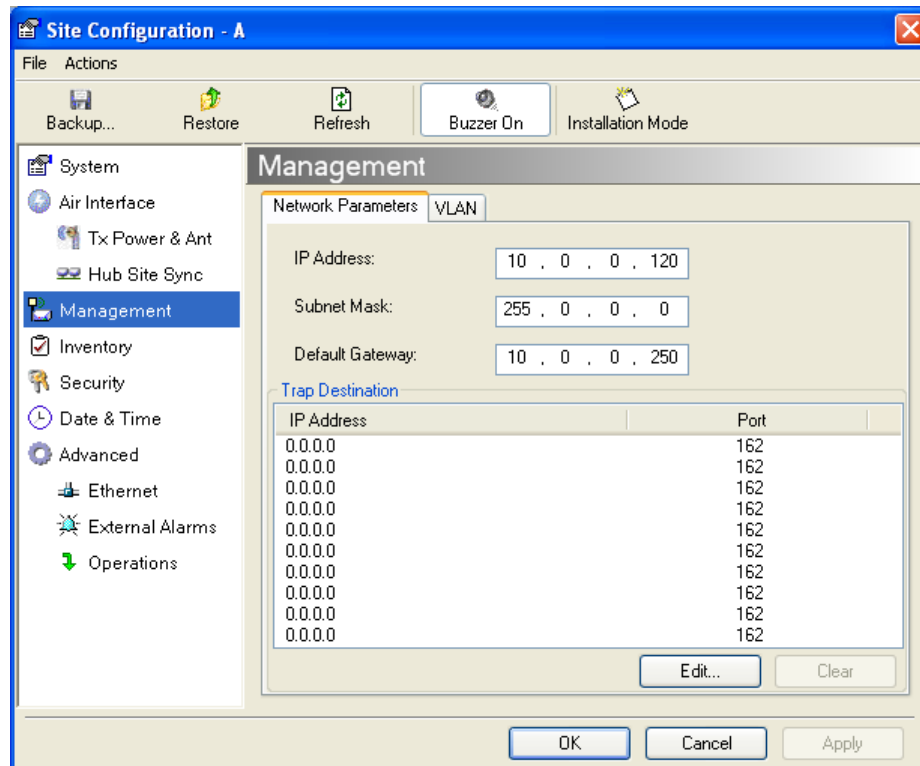 Site Configuration - A
File Actions
Backup... Restore Refresh Buzzer On Installation Mode
System
Air Interface
Tx Power & Ant
Hub Site Sync
Management
Inventory
Security
Date & Time
Advanced
Ethernet
External Alarms
Operations
Management
Network Parameters VLAN
IP Address: 10 . 0 . 0 . 120
Subnet Mask: 255 . 0 . 0 . 0
Default Gateway: 10 . 0 . 0 . 250
Trap Destination
IP Address Port
0.0.0.0 162
0.0.0.0 162
0.0.0.0 162
0.0.0.0 162
0.0.0.0 162
0.0.0.0 162
0.0.0.0 162
0.0.0.0 162
0.0.0.0 162
0.0.0.0 162
Edit... Clear
OK Cancel Apply